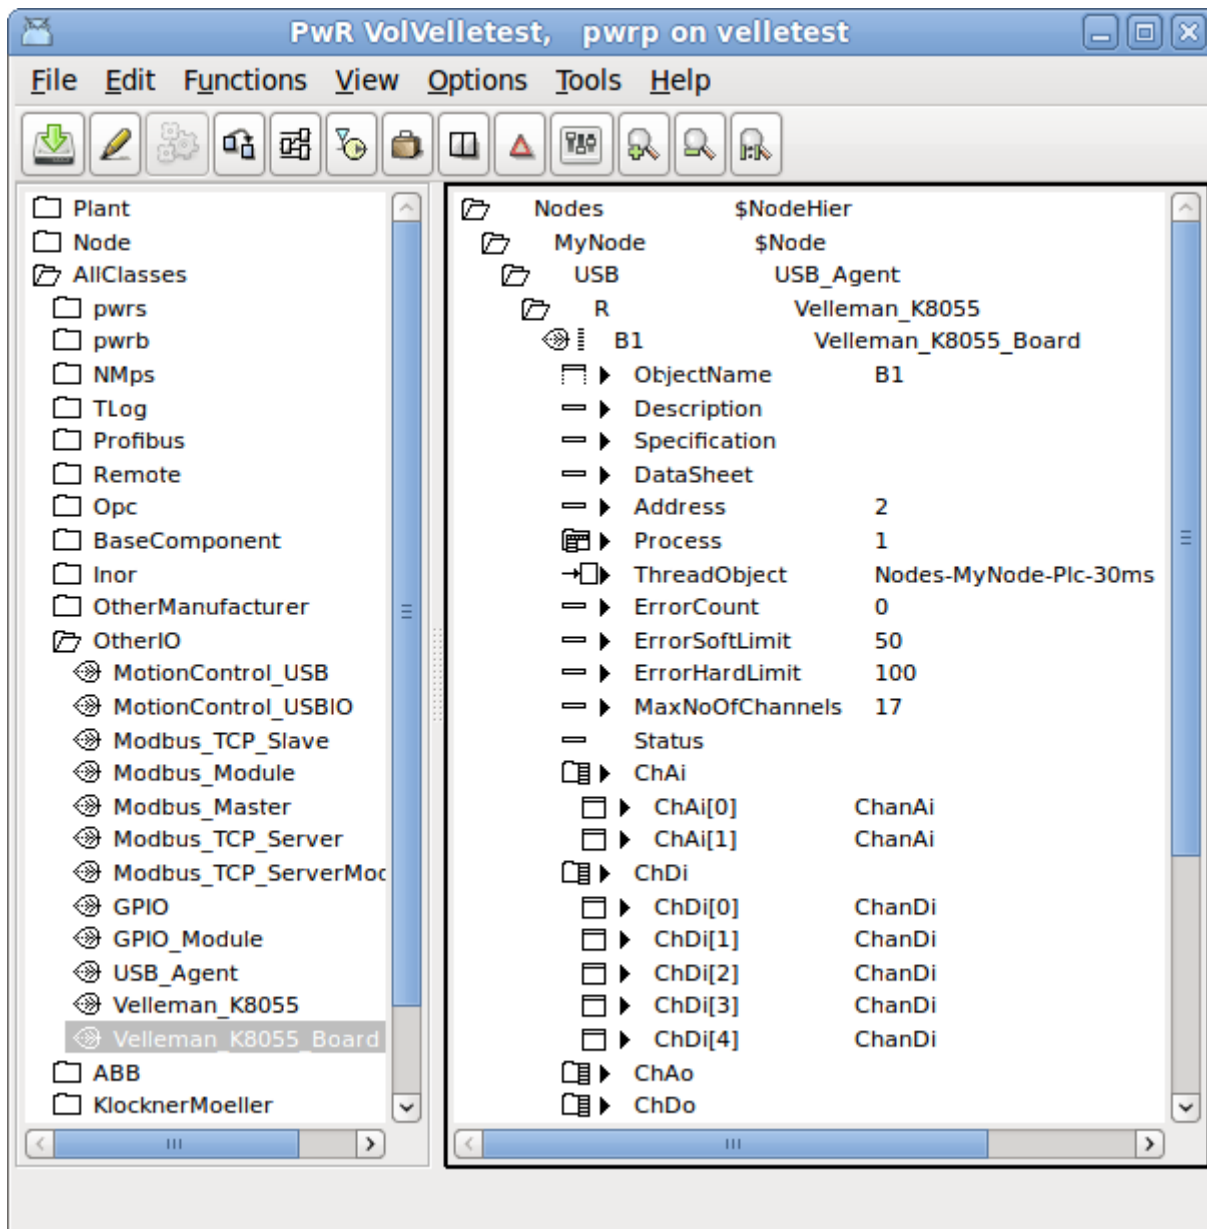 PwR VolVelletest, pwrp on velletest
File Edit Functions View Options Tools Help
Plant
Node
AllClasses
pwrs
pwrb
NMps
TLog
Profibus
Remote
Opc
BaseComponent
Inor
OtherManufacturer
OtherIO
MotionControl_USB
MotionControl_USBIO
Modbus_TCP_Slave
Modbus_Module
Modbus_Master
Modbus_TCP_Server
Modbus_TCP_ServerMoc
GPIO
GPIO_Module
USB_Agent
Velleman_K8055
Velleman_K8055_Board
ABB
KlocknerMoeller
Nodes $NodeHier
MyNode $Node
USB USB_Agent
R Velleman_K8055
B1 Velleman_K8055_Board
ObjectName B1
Description
Specification
DataSheet
Address 2
Process 1
ThreadObject Nodes-MyNode-Plc-30ms
ErrorCount 0
ErrorSoftLimit 50
ErrorHardLimit 100
MaxNoOfChannels 17
Status
ChAi
ChAi[0] ChanAi
ChAi[1] ChanAi
ChDi
ChDi[0] ChanDi
ChDi[1] ChanDi
ChDi[2] ChanDi
ChDi[3] ChanDi
ChDi[4] ChanDi
ChAo
ChDo